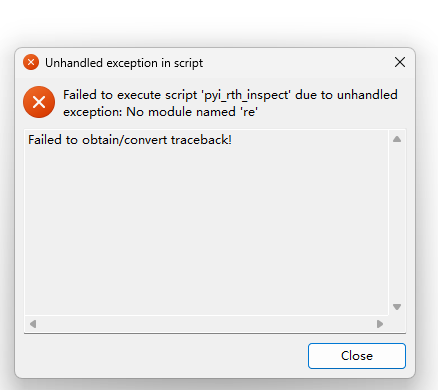 Unhandled exception in script
Failed to execute script 'pyi_rth_inspect' due to unhandled
exception: No module named 're'
Failed to obtain/convert traceback!
Close